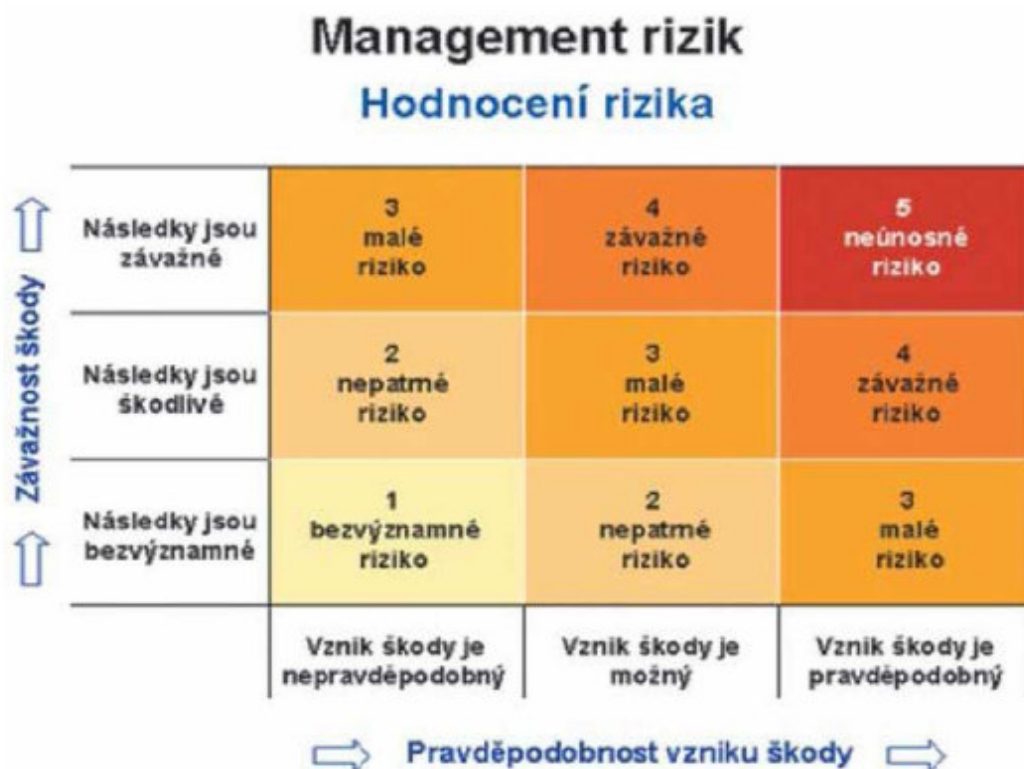 Management rizik
Hodnocení rizika
Závažnost škody
Následky jsou
závažné
3
malé
riziko
4
závažné
riziko
5
neúnosné
riziko
Následky jsou
škodlivé
2
nepatrné
riziko
3
malé
riziko
4
závažné
riziko
Následky jsou
bezvýznamné
1
bezvýznamné
riziko
2
nepatrné
riziko
3
malé
riziko
Vznik škody je
nepravděpodobný
Vznik škody je
možný
Vznik škody je
pravděpodobný
Pravděpodobnost vzniku škody